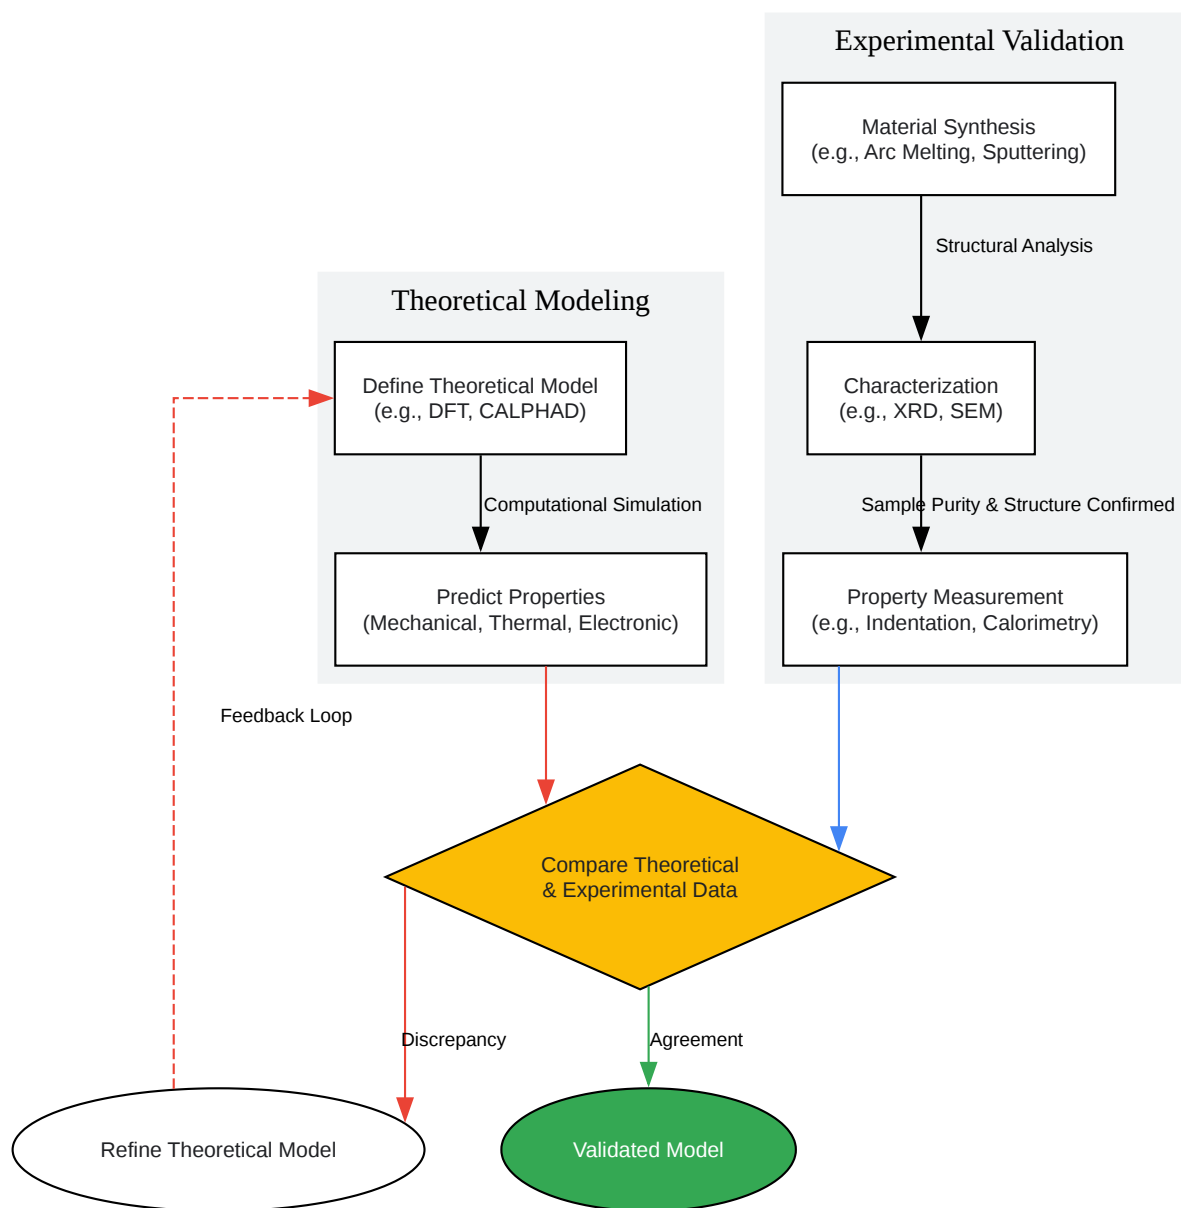 Experimental Validation
Material Synthesis
(e.g., Arc Melting, Sputtering)
Structural Analysis
Theoretical Modeling
Define Theoretical Model
(e.g., DFT, CALPHAD)
Characterization
(e.g., XRD, SEM)
Computational Simulation
Sample Purity & Structure Confirmed
Predict Properties
(Mechanical, Thermal, Electronic)
Property Measurement
(e.g., Indentation, Calorimetry)
Feedback Loop
Compare Theoretical
& Experimental Data
Discrepancy
Agreement
Refine Theoretical Model
Validated Model